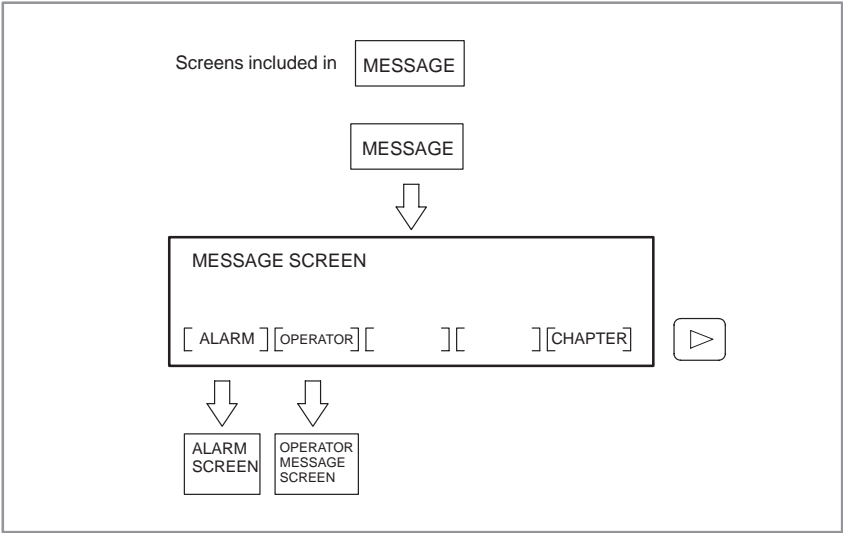 Screens included in MESSAGE
MESSAGE
MESSAGE SCREEN
[ ALARM ] [OPERATOR] [ ] [ ] [CHAPTER]
ALARM
SCREEN
OPERATOR
MESSAGE
SCREEN